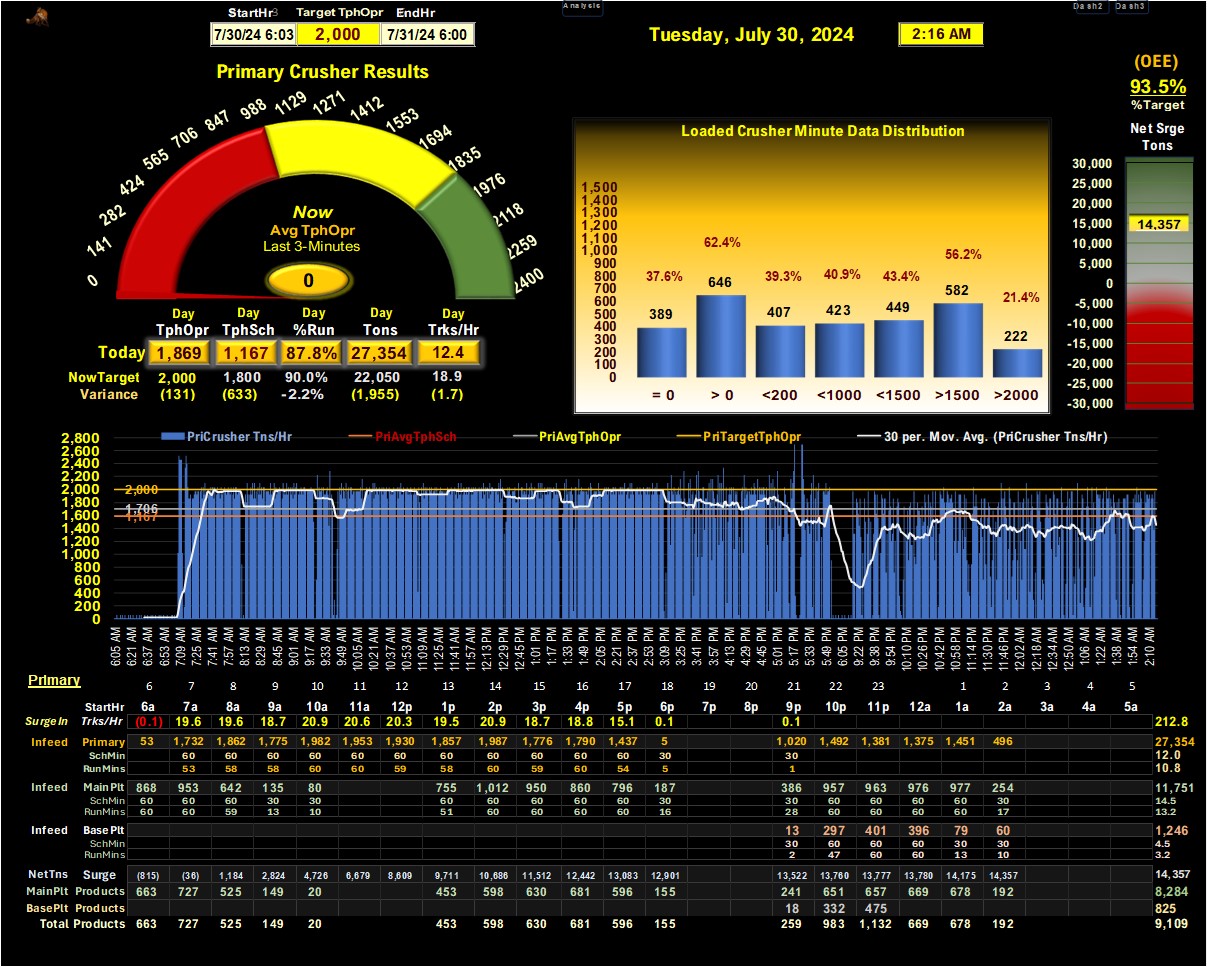 Analysis
Dash2 Dash3
StartHr Target TphOpr EndHr
7/30/24 6:03 2,000 7/31/24 6:00
Tuesday, July 30, 2024 2:16 AM
Primary Crusher Results
0 141 282 424 565 706 847 988 1129 1271 1412 1553 1694 1835 1976 2118 2259 2400
Now
Avg TphOpr
Last 3-Minutes
0
Day Day Day Day Day
TphOpr TphSch %Run Tons Trks/Hr
Today 1,869 1,167 87.8% 27,354 12.4
NowTarget 2,000 1,800 90.0% 22,050 18.9
Variance (131) (633) -2.2% (1,955) (1.7)
Loaded Crusher Minute Data Distribution
1,500
1,400
1,300
1,200
1,100
1,000
900
800
700
600
500
400
300
200
100
0
37.6% 62.4% 39.3% 40.9% 43.4% 56.2% 21.4%
389 646 407 423 449 582 222
= 0 > 0 <200 <1000 <1500 >1500 >2000
(OEE)
93.5%
%Target
Net Srge
Tons
30,000
25,000
20,000
15,000
10,000
5,000
0
-5,000
-10,000
-15,000
-20,000
-25,000
-30,000
14,357
PriCrusher Tns/Hr PriAvgTphSch PriAvgTphOpr PriTargetTphOpr 30 per. Mov. Avg. (PriCrusher Tns/Hr)
2,800
2,600
2,400
2,200
2,000
1,800
1,600
1,400
1,200
1,000
800
600
400
200
0
2,000
1,706
1,167
6:05 AM 6:21 AM 6:37 AM 6:53 AM 7:09 AM 7:25 AM 7:41 AM 7:57 AM 8:13 AM 8:29 AM 8:45 AM 9:01 AM 9:17 AM 9:33 AM 9:49 AM 10:05 AM 10:21 AM 10:37 AM 10:53 AM 11:09 AM 11:25 AM 11:41 AM 11:57 AM 12:13 PM 12:29 PM 12:45 PM 1:01 PM 1:17 PM 1:33 PM 1:49 PM 2:05 PM 2:21 PM 2:37 PM 2:53 PM 3:09 PM 3:25 PM 3:41 PM 3:57 PM 4:13 PM 4:29 PM 4:45 PM 5:01 PM 5:17 PM 5:33 PM 5:49 PM 6:05 PM 9:22 PM 9:38 PM 9:54 PM 10:10 PM 10:26 PM 10:42 PM 10:58 PM 11:14 PM 11:30 PM 11:46 PM 12:02 AM 12:18 AM 12:34 AM 12:50 AM 1:06 AM 1:22 AM 1:38 AM 1:54 AM 2:10 AM
Primary 6 7 8 9 10 11 12 13 14 15 16 17 18 19 20 21 22 23 1 2 3 4 5
StartHr 6a 7a 8a 9a 10a 11a 12a 1p 2p 3p 4p 5p 6p 7p 8p 9p 10p 11p 12a 1a 2a 3a 4a 5a
SurgeIn Trks/Hr (0.1) 19.6 19.6 18.7 20.9 20.6 20.3 19.5 20.9 18.7 18.8 15.1 0.1 0.1 212.8
Infeed Primary 53 1,732 1,862 1,775 1,982 1,953 1,930 1,857 1,987 1,776 1,790 1,437 5 1,020 1,492 1,381 1,375 1,451 496 27,354
SchMin 60 60 60 60 60 60 60 60 60 60 60 30 30 12.0
RunMins 53 58 58 60 60 59 58 60 59 60 54 5 1 10.8
Infeed MainPlt 868 953 642 135 80 755 1,012 950 860 796 187 386 957 963 976 977 254 11,751
SchMin 60 60 60 30 30 60 60 60 60 60 30 30 60 60 60 60 30 14.5
RunMins 60 60 59 13 10 51 60 60 60 60 16 28 60 60 60 60 17 13.2
Infeed Base Plt 13 297 401 396 79 60 1,246
SchMin 30 60 60 60 30 30 4.5
RunMins 2 47 60 60 13 10 3.2
NetTns Surge (815) (36) 1,184 2,824 4,726 6,679 8,609 9,711 10,686 11,512 12,442 13,083 12,901 13,522 13,760 13,777 13,780 14,175 14,357 14,357
MainPlt Products 663 727 525 149 20 453 598 630 681 596 155 241 651 657 669 678 192 8,284
BasePlt Products 18 332 475 825
Total Products 663 727 525 149 20 453 598 630 681 596 155 259 983 1,132 669 678 192 9,109